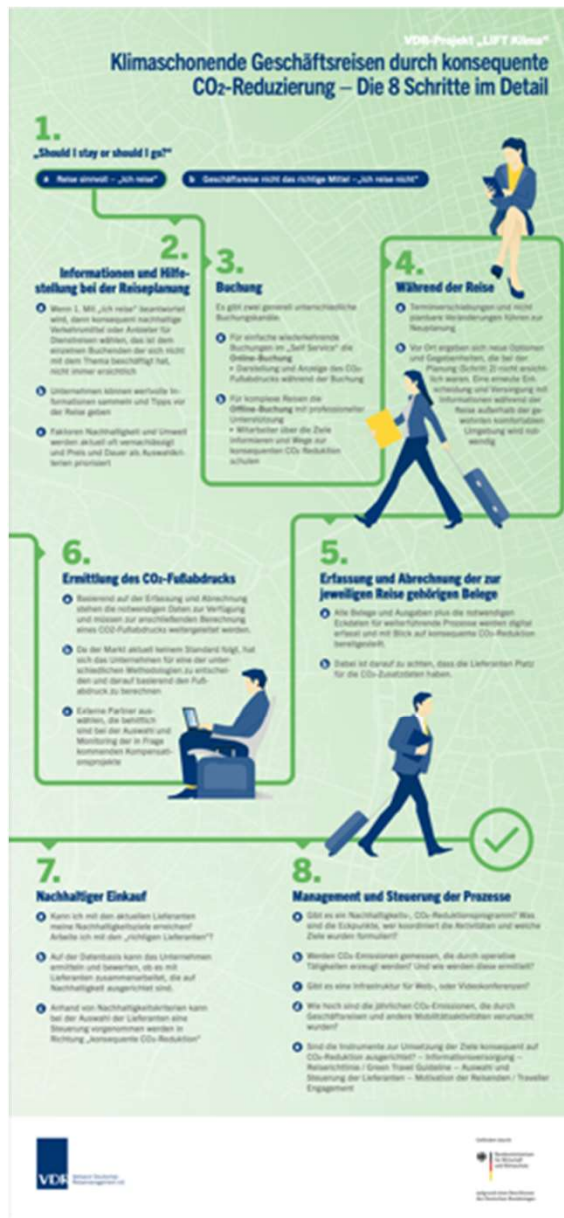 VDR-Projekt „LIFT Klima"
Klimaschonende Geschäftsreisen durch konsequente
CO₂-Reduzierung – Die 8 Schritte im Detail
1.
„Should I stay or should I go?"
a Reise sinnvoll – „ich reise"
b Geschäftsreise nicht das richtige Mittel – „ich reise nicht"
2.
Informationen und Hilfe-
stellung bei der Reiseplanung
a Wenn 1. Mit „ich reise" beantwortet
wird, dann konsequent nachhaltige
Verkehrsmittel oder Anbieter für
Dienstreisen wählen, das ist dem
einzelnen Buchenden der sich nicht
mit dem Thema beschäftigt hat,
nicht immer ersichtlich
b Unternehmen können wertvolle In-
formationen sammeln und Tipps vor
der Reise geben
c Faktoren Nachhaltigkeit und Umwelt
werden aktuell oft vernachlässigt
und Preis und Dauer als Auswahlkri-
terien priorisiert
3.
Buchung
Es gibt zwei generell unterschiedliche
Buchungskanäle:
a Für einfache wiederkehrende
Buchungen im „Self Service" die
Online-Buchung
• Darstellung und Anzeige des CO₂-
Fußabdrucks während der Buchung
b Für komplexe Reisen die
Offline-Buchung mit professioneller
Unterstützung
• Mitarbeiter über die Ziele
informieren und Wege zur
konsequenten CO₂ Reduktion
schulen
4.
Während der Reise
a Terminverschiebungen und nicht
planbare Veränderungen führen zur
Neuplanung
b Vor Ort ergeben sich neue Optionen
und Gegebenheiten, die bei der
Planung (Schritt 2) nicht ersicht-
lich waren. Eine erneute Ent-
scheidung und Versorgung mit
Informationen während der
Reise außerhalb der ge-
wohnten komfortablen
Umgebung wird not-
wendig
5.
Erfassung und Abrechnung der zur
jeweiligen Reise gehörigen Belege
a Alle Belege und Ausgaben plus die notwendigen
Eckdaten für weiterführende Prozesse werden digital
erfasst und mit Blick auf konsequente CO₂-Reduktion
bereitgestellt.
b Dabei ist darauf zu achten, dass die Lieferanten Platz
für die CO₂-Zusatzdaten haben.
6.
Ermittlung des CO₂-Fußabdrucks
a Basierend auf der Erfassung und Abrechnung
stehen die notwendigen Daten zur Verfügung
und müssen zur anschließenden Berechnung
eines CO2-Fußabdrucks weitergeleitet werden.
b Da der Markt aktuell keinem Standard folgt, hat
sich das Unternehmen für eine der unter-
schiedlichen Methodologien zu entschei-
den und darauf basierend den Fuß-
abdruck zu berechnen
c Externe Partner aus-
wählen, die behilflich
sind bei der Auswahl und
Monitoring der in Frage
kommenden Kompensati-
onsprojekte
7.
Nachhaltiger Einkauf
a Kann ich mit den aktuellen Lieferanten
meine Nachhaltigkeitsziele erreichen?
Arbeite ich mit den „richtigen Lieferanten"?
b Auf der Datenbasis kann das Unternehmen
ermitteln und bewerten, ob es mit
Lieferanten zusammenarbeitet, die auf
Nachhaltigkeit ausgerichtet sind.
c Anhand von Nachhaltigkeitskriterien kann
bei der Auswahl der Lieferanten eine
Steuerung vorgenommen werden in
Richtung „konsequente CO₂-Reduktion"
8.
Management und Steuerung der Prozesse
a Gibt es ein Nachhaltigkeits-, CO₂-Reduktionsprogramm? Was
sind die Eckpunkte, wer koordiniert die Aktivitäten und welche
Ziele wurden formuliert?
b Werden CO₂-Emissionen gemessen, die durch operative
Tätigkeiten erzeugt werden? Und wie werden diese ermittelt?
c Gibt es eine Infrastruktur für Web-, oder Videokonferenzen?
d Wie hoch sind die jährlichen CO₂-Emissionen, die durch
Geschäftsreisen und andere Mobilitätsaktivitäten verursacht
wurden?
e Sind die Instrumente zur Umsetzung der Ziele konsequent auf
CO₂-Reduktion ausgerichtet? – Informationsversorgung –
Reiserichtlinie / Green Travel Guideline – Auswahl und
Steuerung der Lieferanten – Motivation der Reisenden / Traveller
Engagement
VDR
Verband Deutsches
Reisemanagement e.V.
Gefördert durch:
Bundesministerium
für Wirtschaft
und Klimaschutz
aufgrund eines Beschlusses
des Deutschen Bundestages